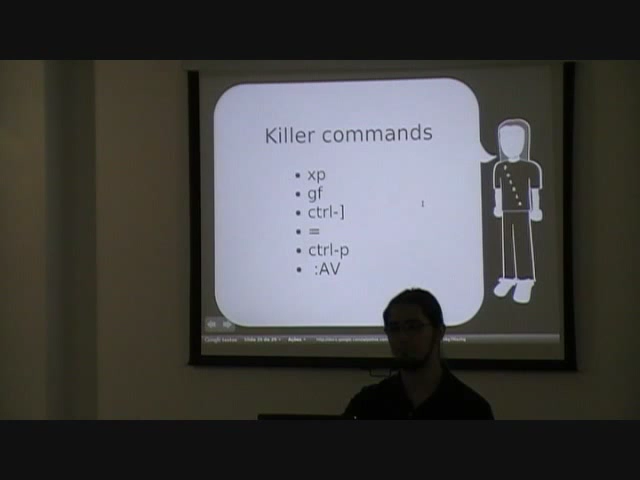 Killer commands
• xp
• gf
• ctrl-]
• =
• ctrl-p
• :AV